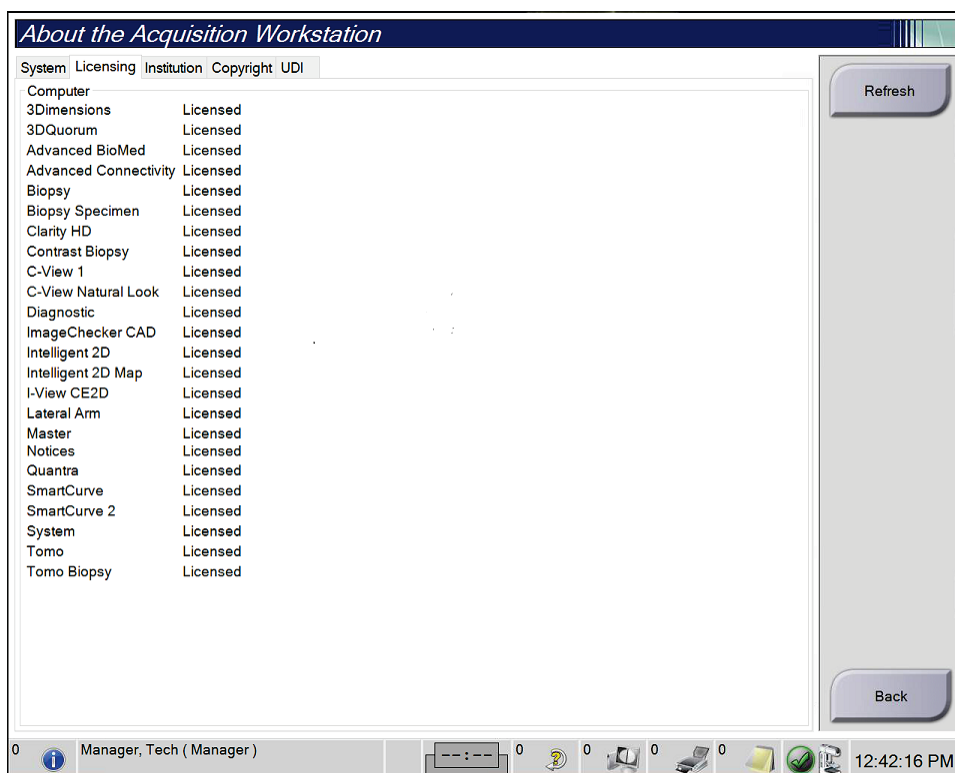 About the Acquisition Workstation
System Licensing Institution Copyright UDI
Refresh
Computer
3Dimensions Licensed
3DQuorum Licensed
Advanced BioMed Licensed
Advanced Connectivity Licensed
Biopsy Licensed
Biopsy Specimen Licensed
Clarity HD Licensed
Contrast Biopsy Licensed
C-View 1 Licensed
C-View Natural Look Licensed
Diagnostic Licensed
ImageChecker CAD Licensed
Intelligent 2D Licensed
Intelligent 2D Map Licensed
I-View CE2D Licensed
Lateral Arm Licensed
Master Licensed
Notices Licensed
Quantra Licensed
SmartCurve Licensed
SmartCurve 2 Licensed
System Licensed
Tomo Licensed
Tomo Biopsy Licensed
Back
0 Manager, Tech ( Manager ) --:-- 0 0 0 0 12:42:16 PM